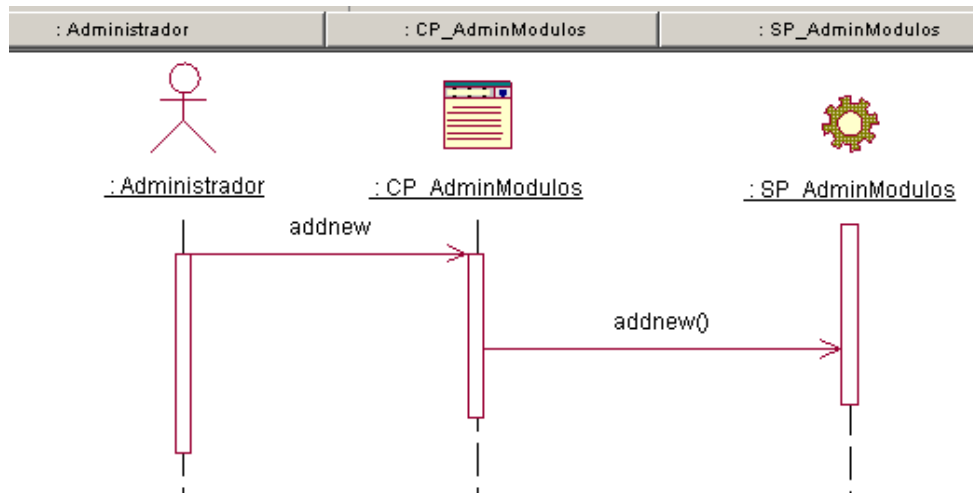 : Administrador : CP_AdminModulos : SP_AdminModulos
: Administrador : CP_AdminModulos : SP_AdminModulos
addnew
addnew()